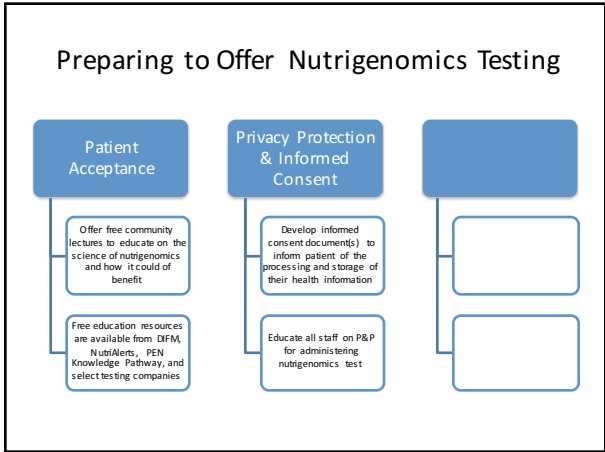 Preparing to Offer Nutrigenomics Testing
Patient
Acceptance
Offer free community
lectures to educate on the
science of nutrigenomics
and how it could of
benefit
Free education resources
are available from DIFM,
NutriAlerts, PEN
Knowledge Pathway, and
select testing companies
Privacy Protection
& Informed
Consent
Develop informed
consent document(s) to
inform patient of the
processing and storage of
their health information
Educate all staff on P&P
for administering
nutrigenomics test